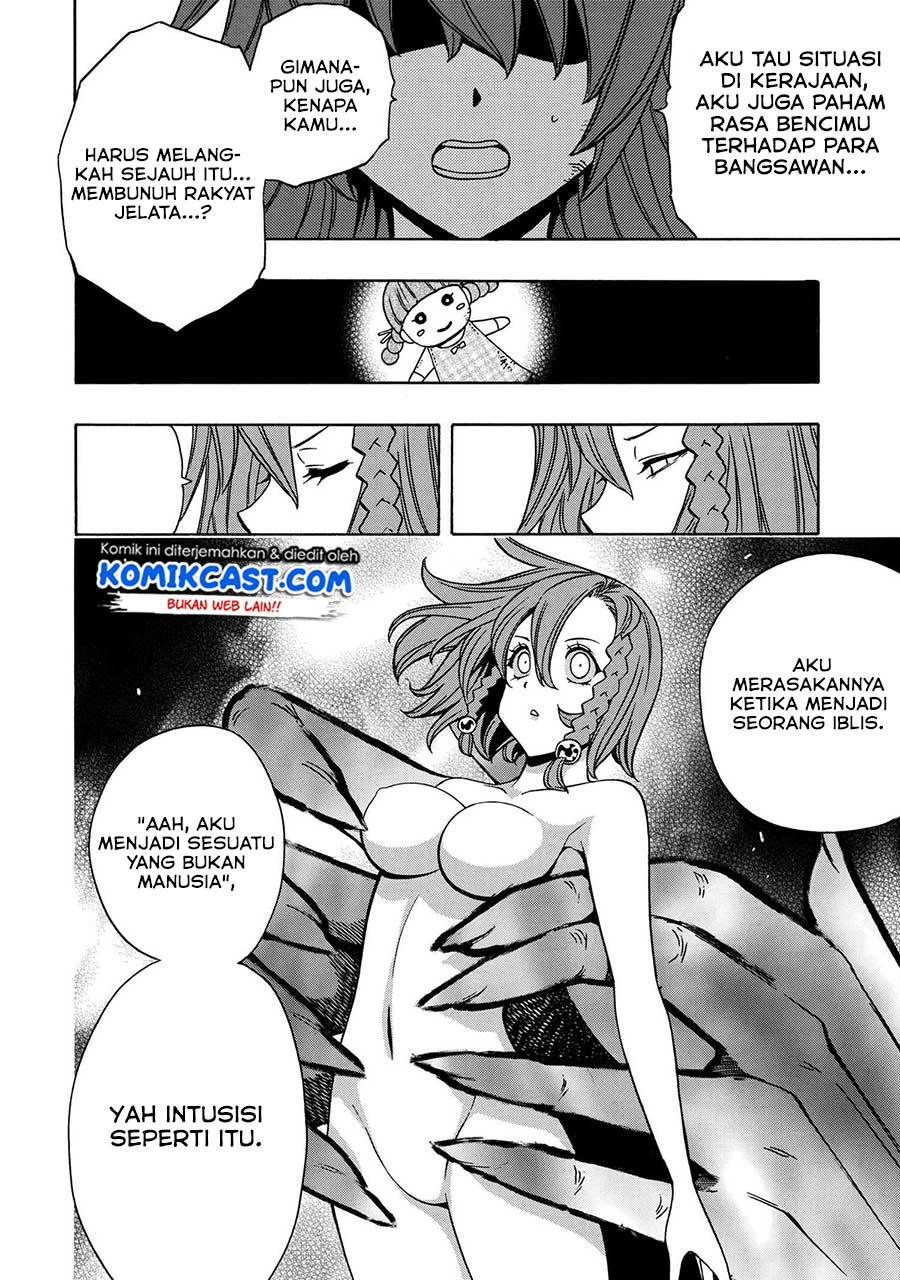 AKU TAU SITUASI
DI KERAJAAN,
AKU JUGA PAHAM
RASA BENCIMU
TERHADAP PARA
BANGSAWAN...
GIMANA-
PUN JUGA,
KENAPA
KAMU...
HARUS MELANG-
KAH SEJAUH ITU...
MEMBUNUH RAKYAT
JELATA...?
Komik ini diterjemahkan & diedit oleh
KOMIKCAST.COM
BUKAN WEB LAIN!!
AKU
MERASAKANNYA
KETIKA MENJADI
SEORANG IBLIS.
"AAH, AKU
MENJADI SESUATU
YANG BUKAN
MANUSIA",
YAH INTUSISI
SEPERTI ITU.